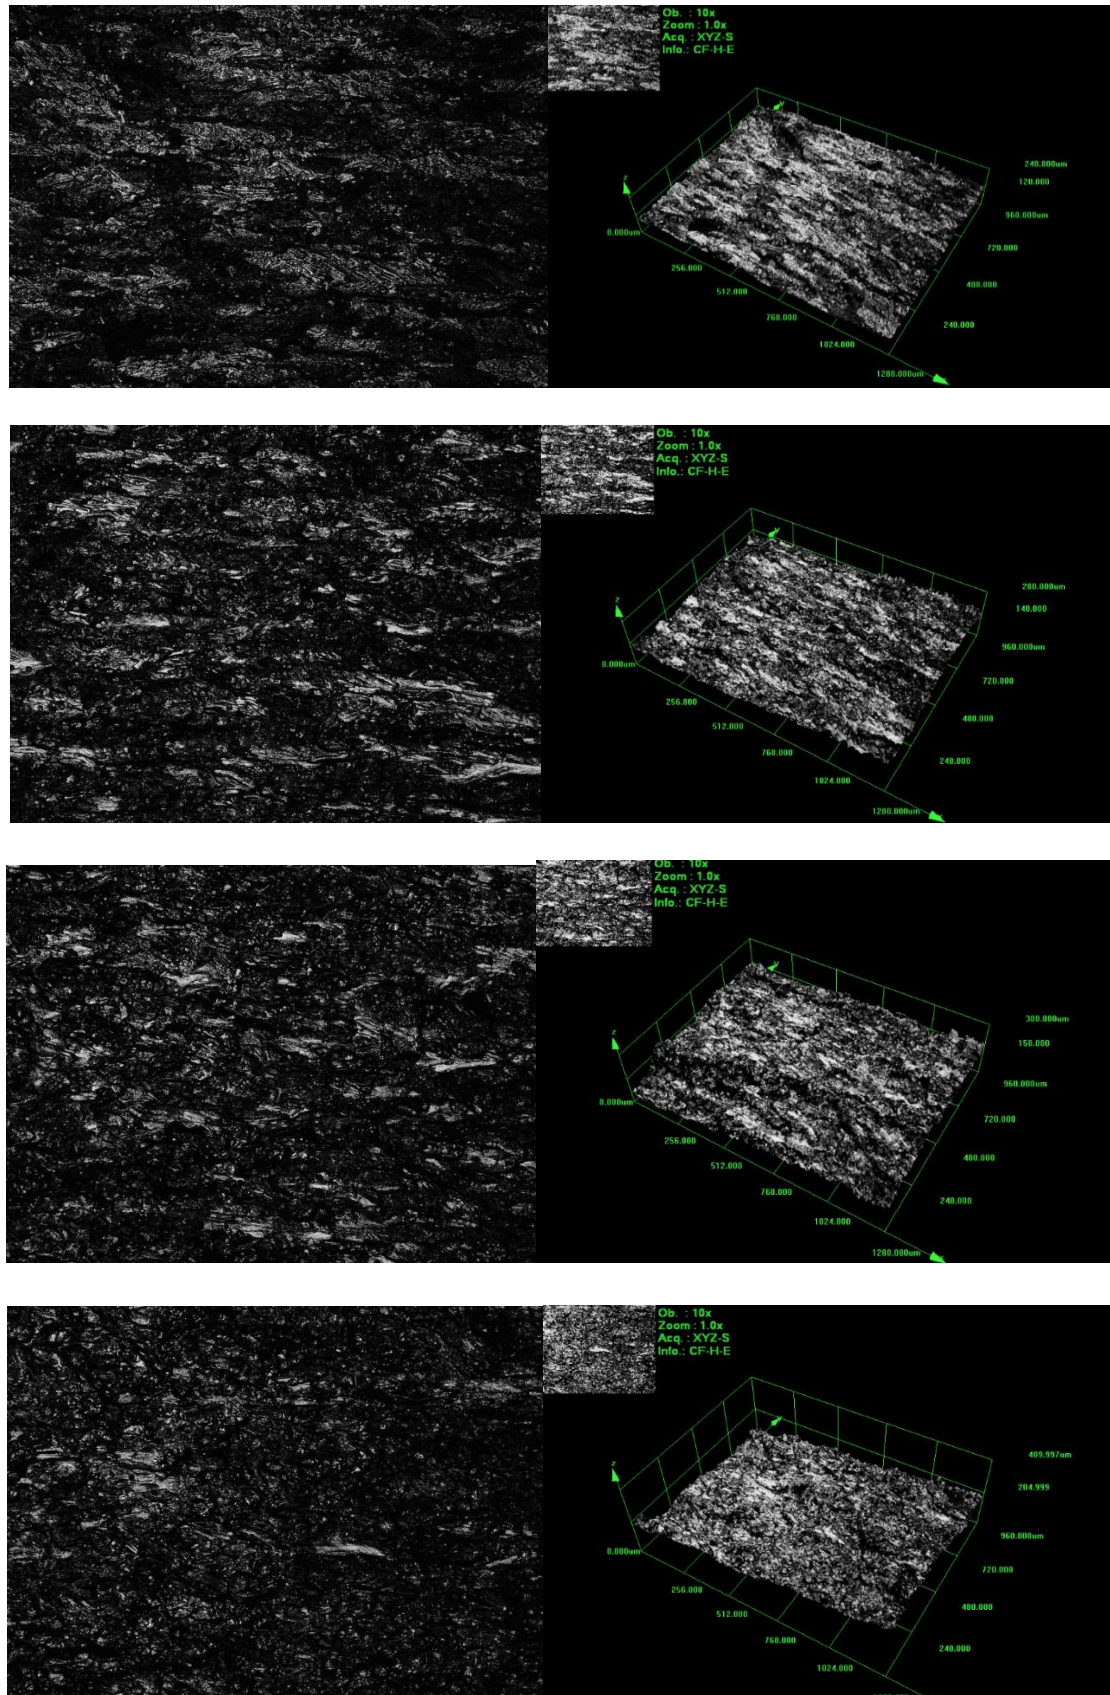 Ob. : 10x
Zoom : 1.0x
Acq. : XYZ-S
Info.: CF-H-E
y
z
240.000um
120.000
960.000um
0.000um
720.000
256.000
480.000
512.000
240.000
768.000
1024.000
1280.000um
Ob. : 10x
Zoom : 1.0x
Acq. : XYZ-S
Info.: CF-H-E
y
z
280.000um
140.000
960.000um
0.000um
720.000
256.000
480.000
512.000
240.000
768.000
1024.000
1280.000um
Ob. : 10x
Zoom : 1.0x
Acq. : XYZ-S
Info.: CF-H-E
y
z
300.000um
150.000
960.000um
0.000um
720.000
256.000
480.000
512.000
240.000
768.000
1024.000
1280.000um
Ob. : 10x
Zoom : 1.0x
Acq. : XYZ-S
Info.: CF-H-E
z
409.997um
204.999
960.000um
0.000um
720.000
256.000
480.000
512.000
240.000
768.000
1024.000